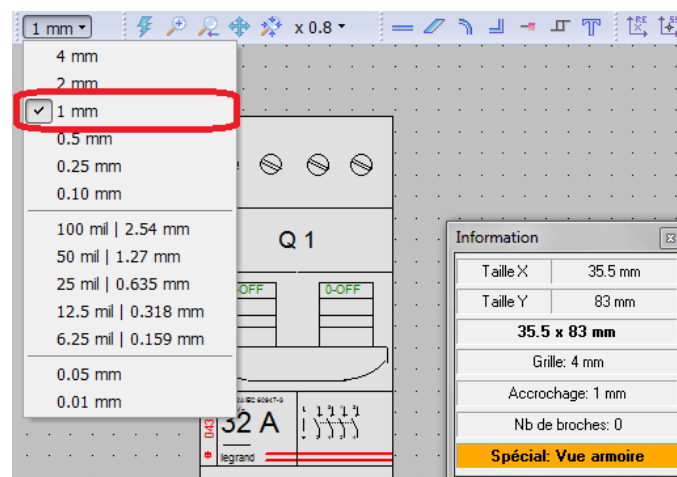 1 mm
x 0.8
4 mm
2 mm
1 mm
0.5 mm
0.25 mm
0.10 mm
100 mil | 2.54 mm
50 mil | 1.27 mm
25 mil | 0.635 mm
12.5 mil | 0.318 mm
6.25 mil | 0.159 mm
0.05 mm
0.01 mm
Q 1
-OFF
0-OFF
32 A
legrand
043
Information
Taille X 35.5 mm
Taille Y 83 mm
35.5 x 83 mm
Grille: 4 mm
Accrochage: 1 mm
Nb de broches: 0
Spécial: Vue armoire